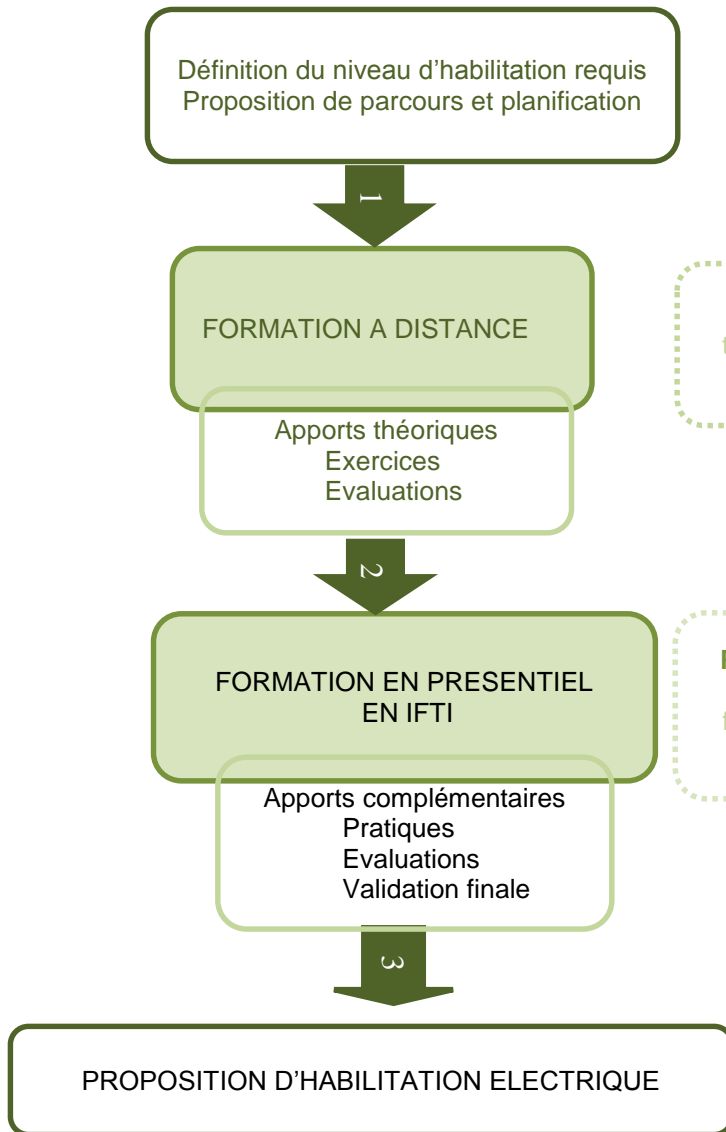 Définition du niveau d'habilitation requis
Proposition de parcours et planification
1
FORMATION A DISTANCE
Apports théoriques
Exercices
Evaluations
2
FORMATION EN PRESENTIEL
EN IFTI
Apports complémentaires
Pratiques
Evaluations
Validation finale
3
PROPOSITION D'HABILITATION ELECTRIQUE